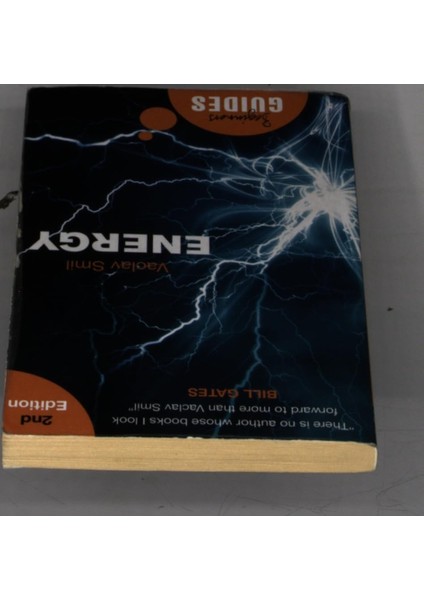 "There is no author whose books I look
forward to more than Vaclav Smil"
BILL GATES
2nd
Edition
Vaclav Smil
ENERGY
Beginners
GUIDES